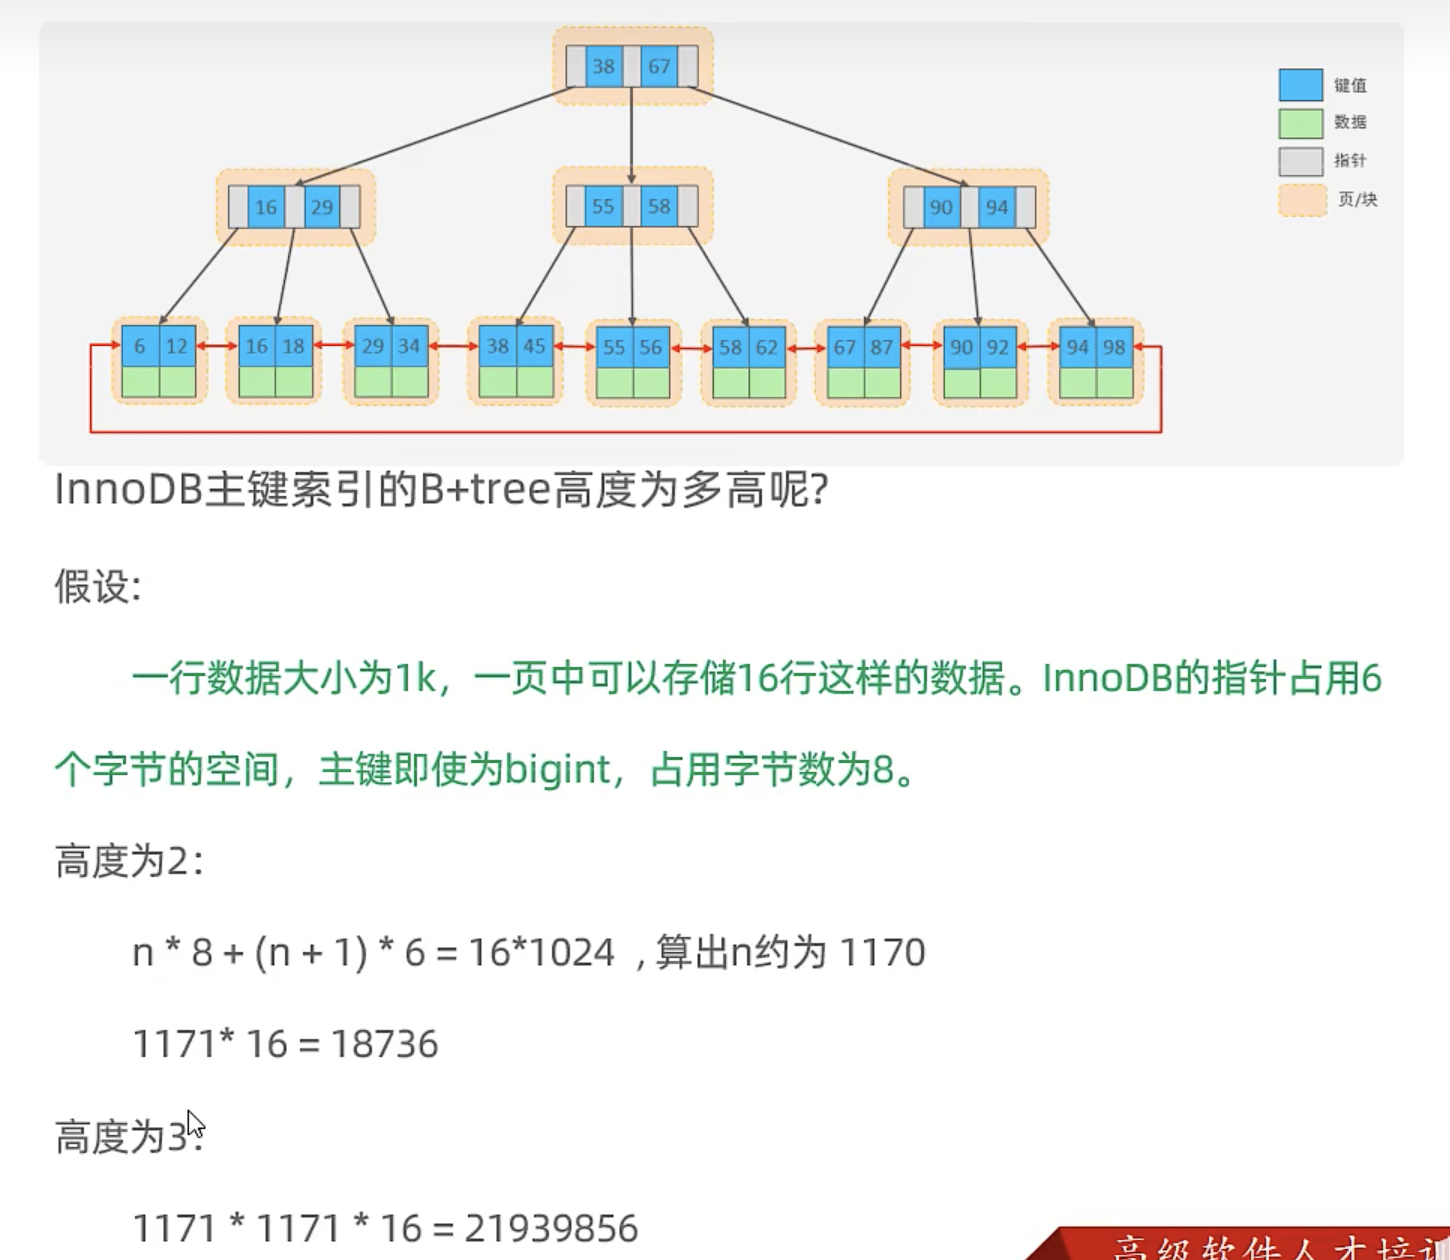 38 67
键值
数据
指针
页/块
16 29 55 58 90 94
6 12 16 18 29 34 38 45 55 56 58 62 67 87 90 92 94 98
InnoDB主键索引的B+tree高度为多高呢?
假设:
一行数据大小为1k，一页中可以存储16行这样的数据。InnoDB的指针占用6
个字节的空间，主键即使为bigint，占用字节数为8。
高度为2：
n * 8 + (n + 1) * 6 = 16*1024 , 算出n约为 1170
1171* 16 = 18736
高度为3：
1171 * 1171 * 16 = 21939856
高级软件人才培训